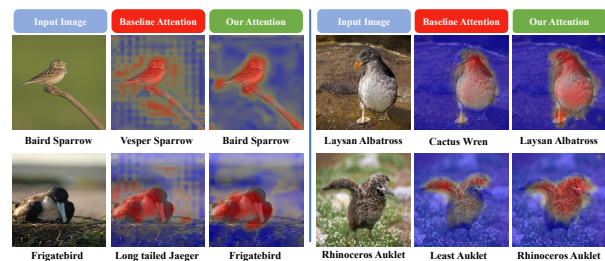 Input Image Baseline Attention Our Attention Input Image Baseline Attention Our Attention
Baird Sparrow Vesper Sparrow Baird Sparrow Laysan Albatross Cactus Wren Laysan Albatross
Frigatebird Long tailed Jaeger Frigatebird Rhinoceros Auklet Least Auklet Rhinoceros Auklet